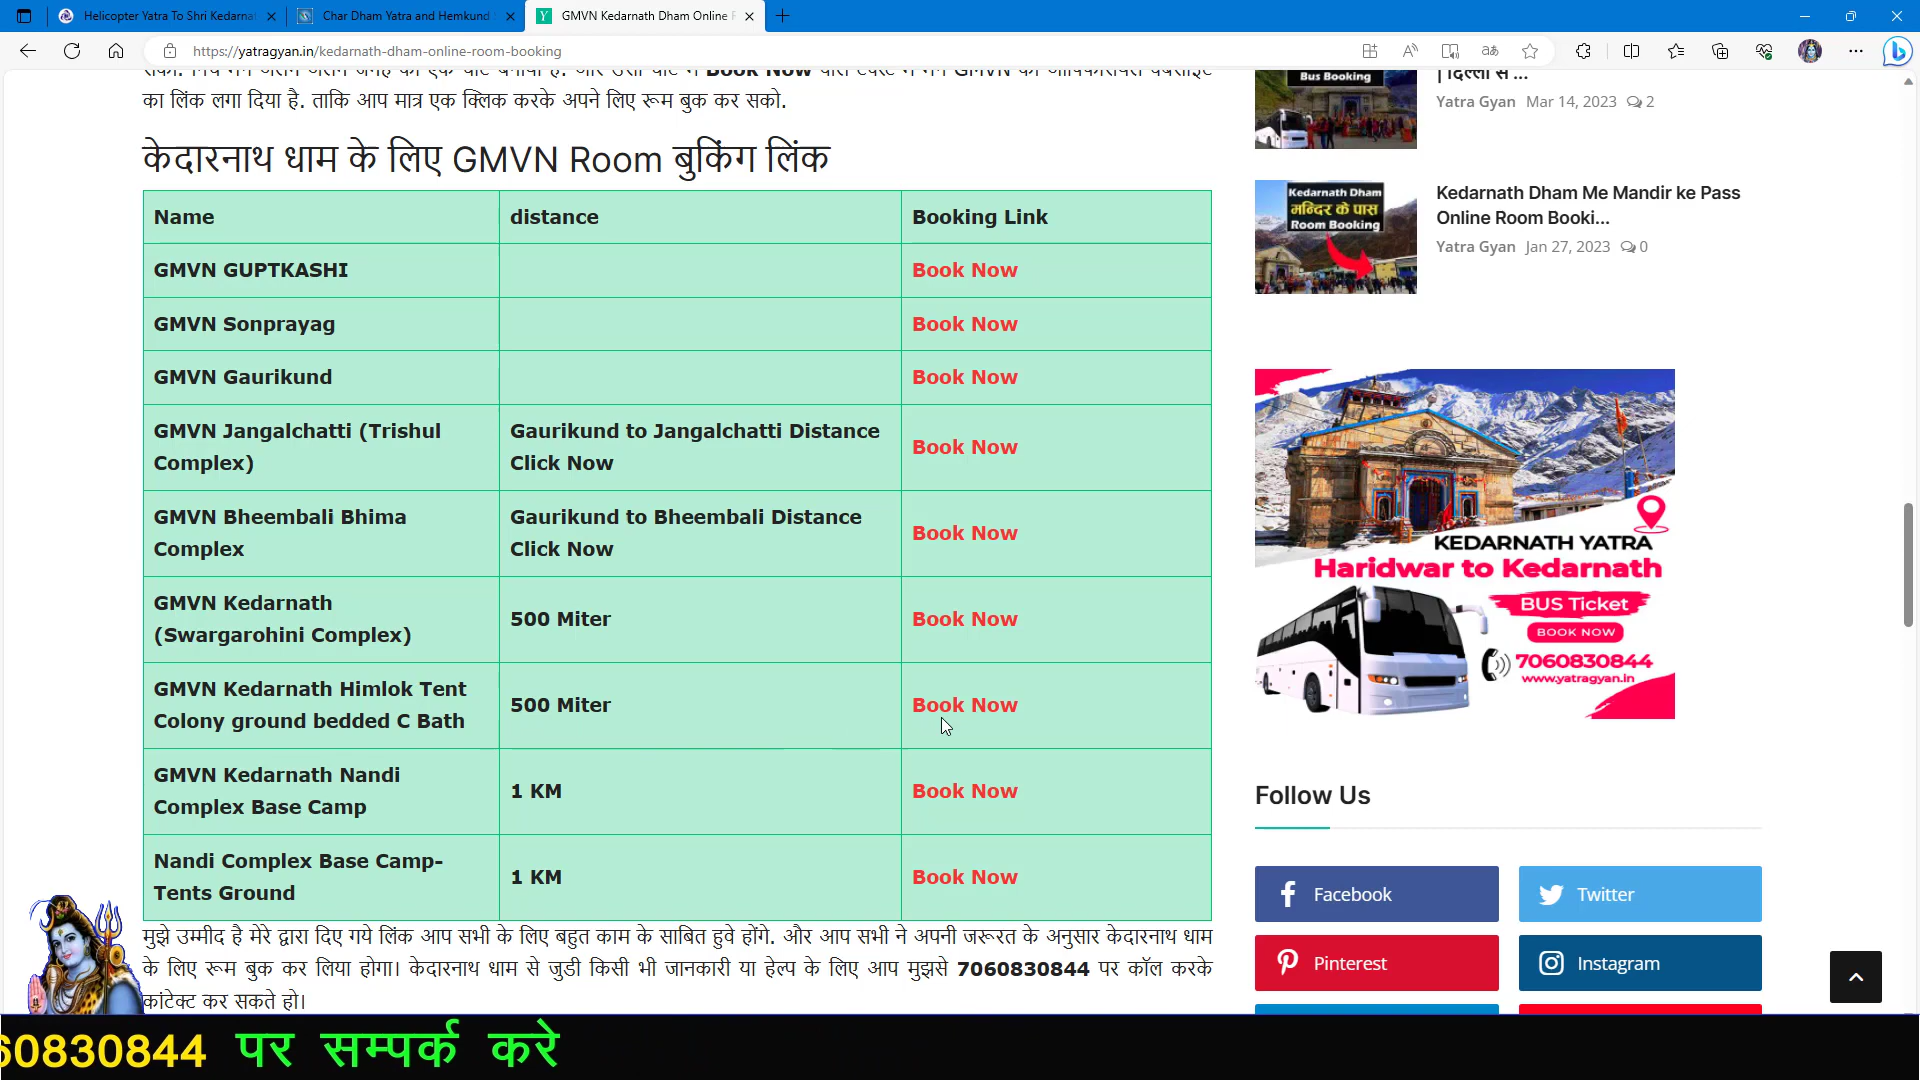 Helicopter Yatra To Shri Kedarna
Char Dham Yatra and Hemkund
GMVN Kedarnath Dham Online
https://yatragyan.in/kedarnath-dham-online-room-booking
Book Now
GMVN
का लिंक लगा दिया है. ताकि आप मात्र एक क्लिक करके अपने लिए रूम बुक कर सको.
केदारनाथ धाम के लिए GMVN Room बुकिंग लिंक
Name distance Booking Link
GMVN GUPTKASHI Book Now
GMVN Sonprayag Book Now
GMVN Gaurikund Book Now
GMVN Jangalchatti (Trishul
Complex)
Gaurikund to Jangalchatti Distance
Click Now
Book Now
GMVN Bheembali Bhima
Complex
Gaurikund to Bheembali Distance
Click Now
Book Now
GMVN Kedarnath
(Swargarohini Complex)
500 Miter
Book Now
GMVN Kedarnath Himlok Tent
Colony ground bedded C Bath
500 Miter
Book Now
GMVN Kedarnath Nandi
Complex Base Camp
1 KM
Book Now
Nandi Complex Base Camp-
Tents Ground
1 KM
Book Now
मुझे उम्मीद है मेरे द्वारा दिए गये लिंक आप सभी के लिए बहुत काम के साबित हुवे होंगे. और आप सभी ने अपनी जरूरत के अनुसार केदारनाथ धाम
के लिए रूम बुक कर लिया होगा। केदारनाथ धाम से जुडी किसी भी जानकारी या हेल्प के लिए आप मुझसे 7060830844 पर कॉल करके
कांटेक्ट कर सकते हो।
Bus Booking
| दिल्ली से ...
Yatra Gyan Mar 14, 2023 2
Kedarnath Dham
मन्दिर के पास
Room Booking
Kedarnath Dham Me Mandir ke Pass
Online Room Booki...
Yatra Gyan Jan 27, 2023 0
KEDARNATH YATRA
Haridwar to Kedarnath
BUS Ticket
BOOK NOW
7060830844
www.yatragyan.in
Follow Us
Facebook
Twitter
Pinterest
Instagram
60830844 पर सम्पर्क करे